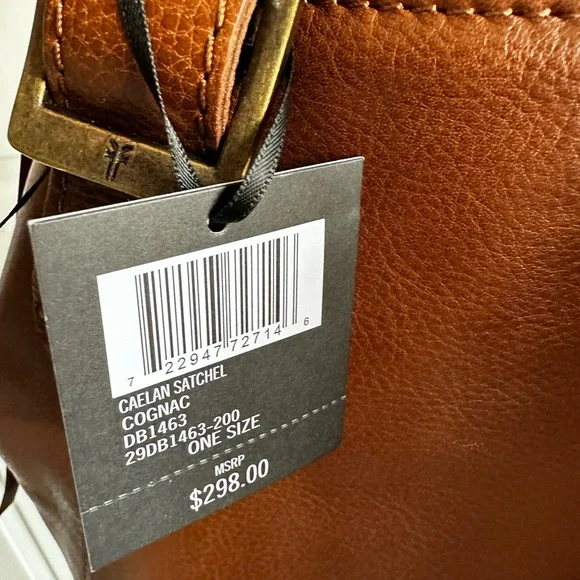 7 22947 72714 6
CAELAN SATCHEL
COGNAC
DB1463
29DB1463-200
ONE SIZE
MSRP
$298.00